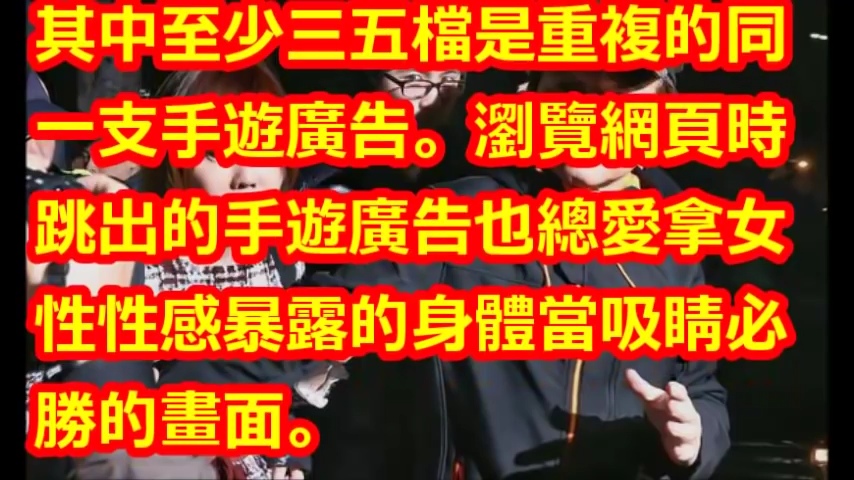 其中至少三五檔是重複的同
一支手遊廣告。瀏覽網頁時
跳出的手遊廣告也總愛拿女
性性感暴露的身體當吸睛必
勝的畫面。